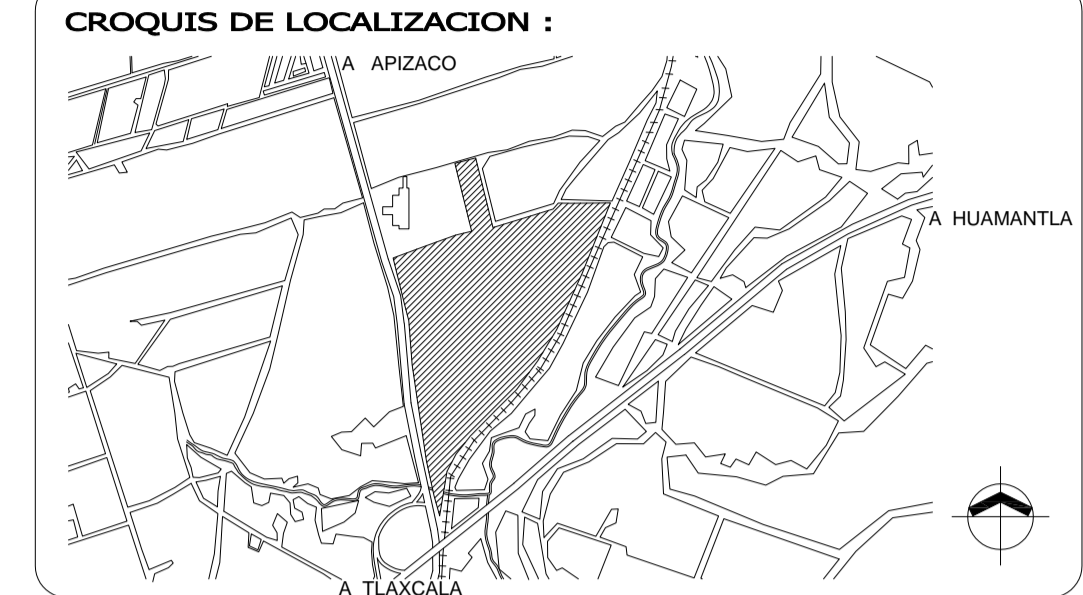 CROQUIS DE LOCALIZACION :
A APIZACO
A HUAMANTLA
A TLAXCALA